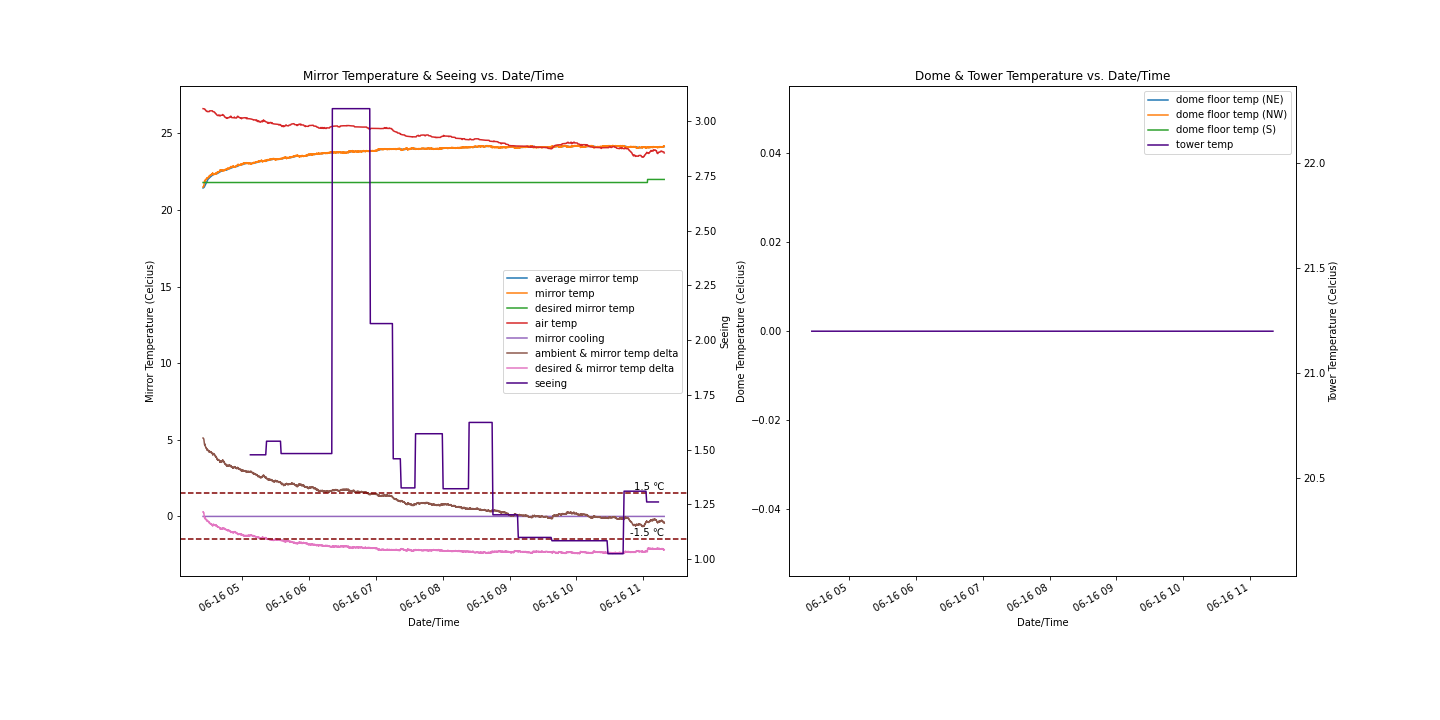 Mirror Temperature & Seeing vs. Date/Time
Mirror Temperature (Celcius)
25
20
15
10
5
0
3.00
2.75
2.50
2.25
2.00
1.75
1.50
1.25
1.00
Seeing
average mirror temp
mirror temp
desired mirror temp
air temp
mirror cooling
ambient & mirror temp delta
desired & mirror temp delta
seeing
1.5 °C
-1.5 °C
06-16 05
06-16 06
06-16 07
06-16 08
06-16 09
06-16 10
06-16 11
Date/Time
Dome & Tower Temperature vs. Date/Time
Dome Temperature (Celcius)
0.04
0.02
0.00
−0.02
−0.04
dome floor temp (NE)
dome floor temp (NW)
dome floor temp (S)
tower temp
22.0
21.5
21.0
20.5
Tower Temperature (Celcius)
06-16 05
06-16 06
06-16 07
06-16 08
06-16 09
06-16 10
06-16 11
Date/Time